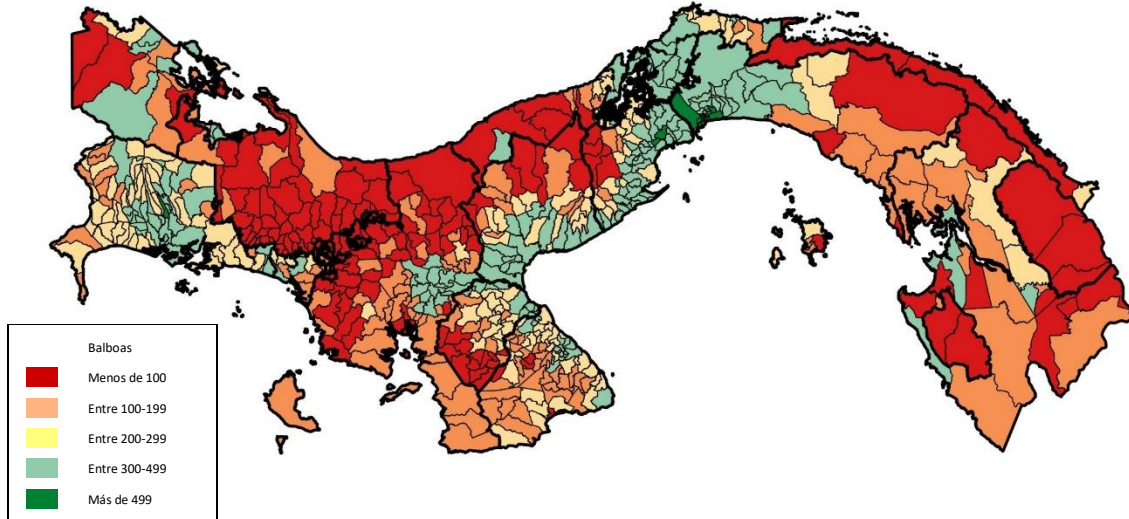 Balboas
Menos de 100
Entre 100-199
Entre 200-299
Entre 300-499
Más de 499